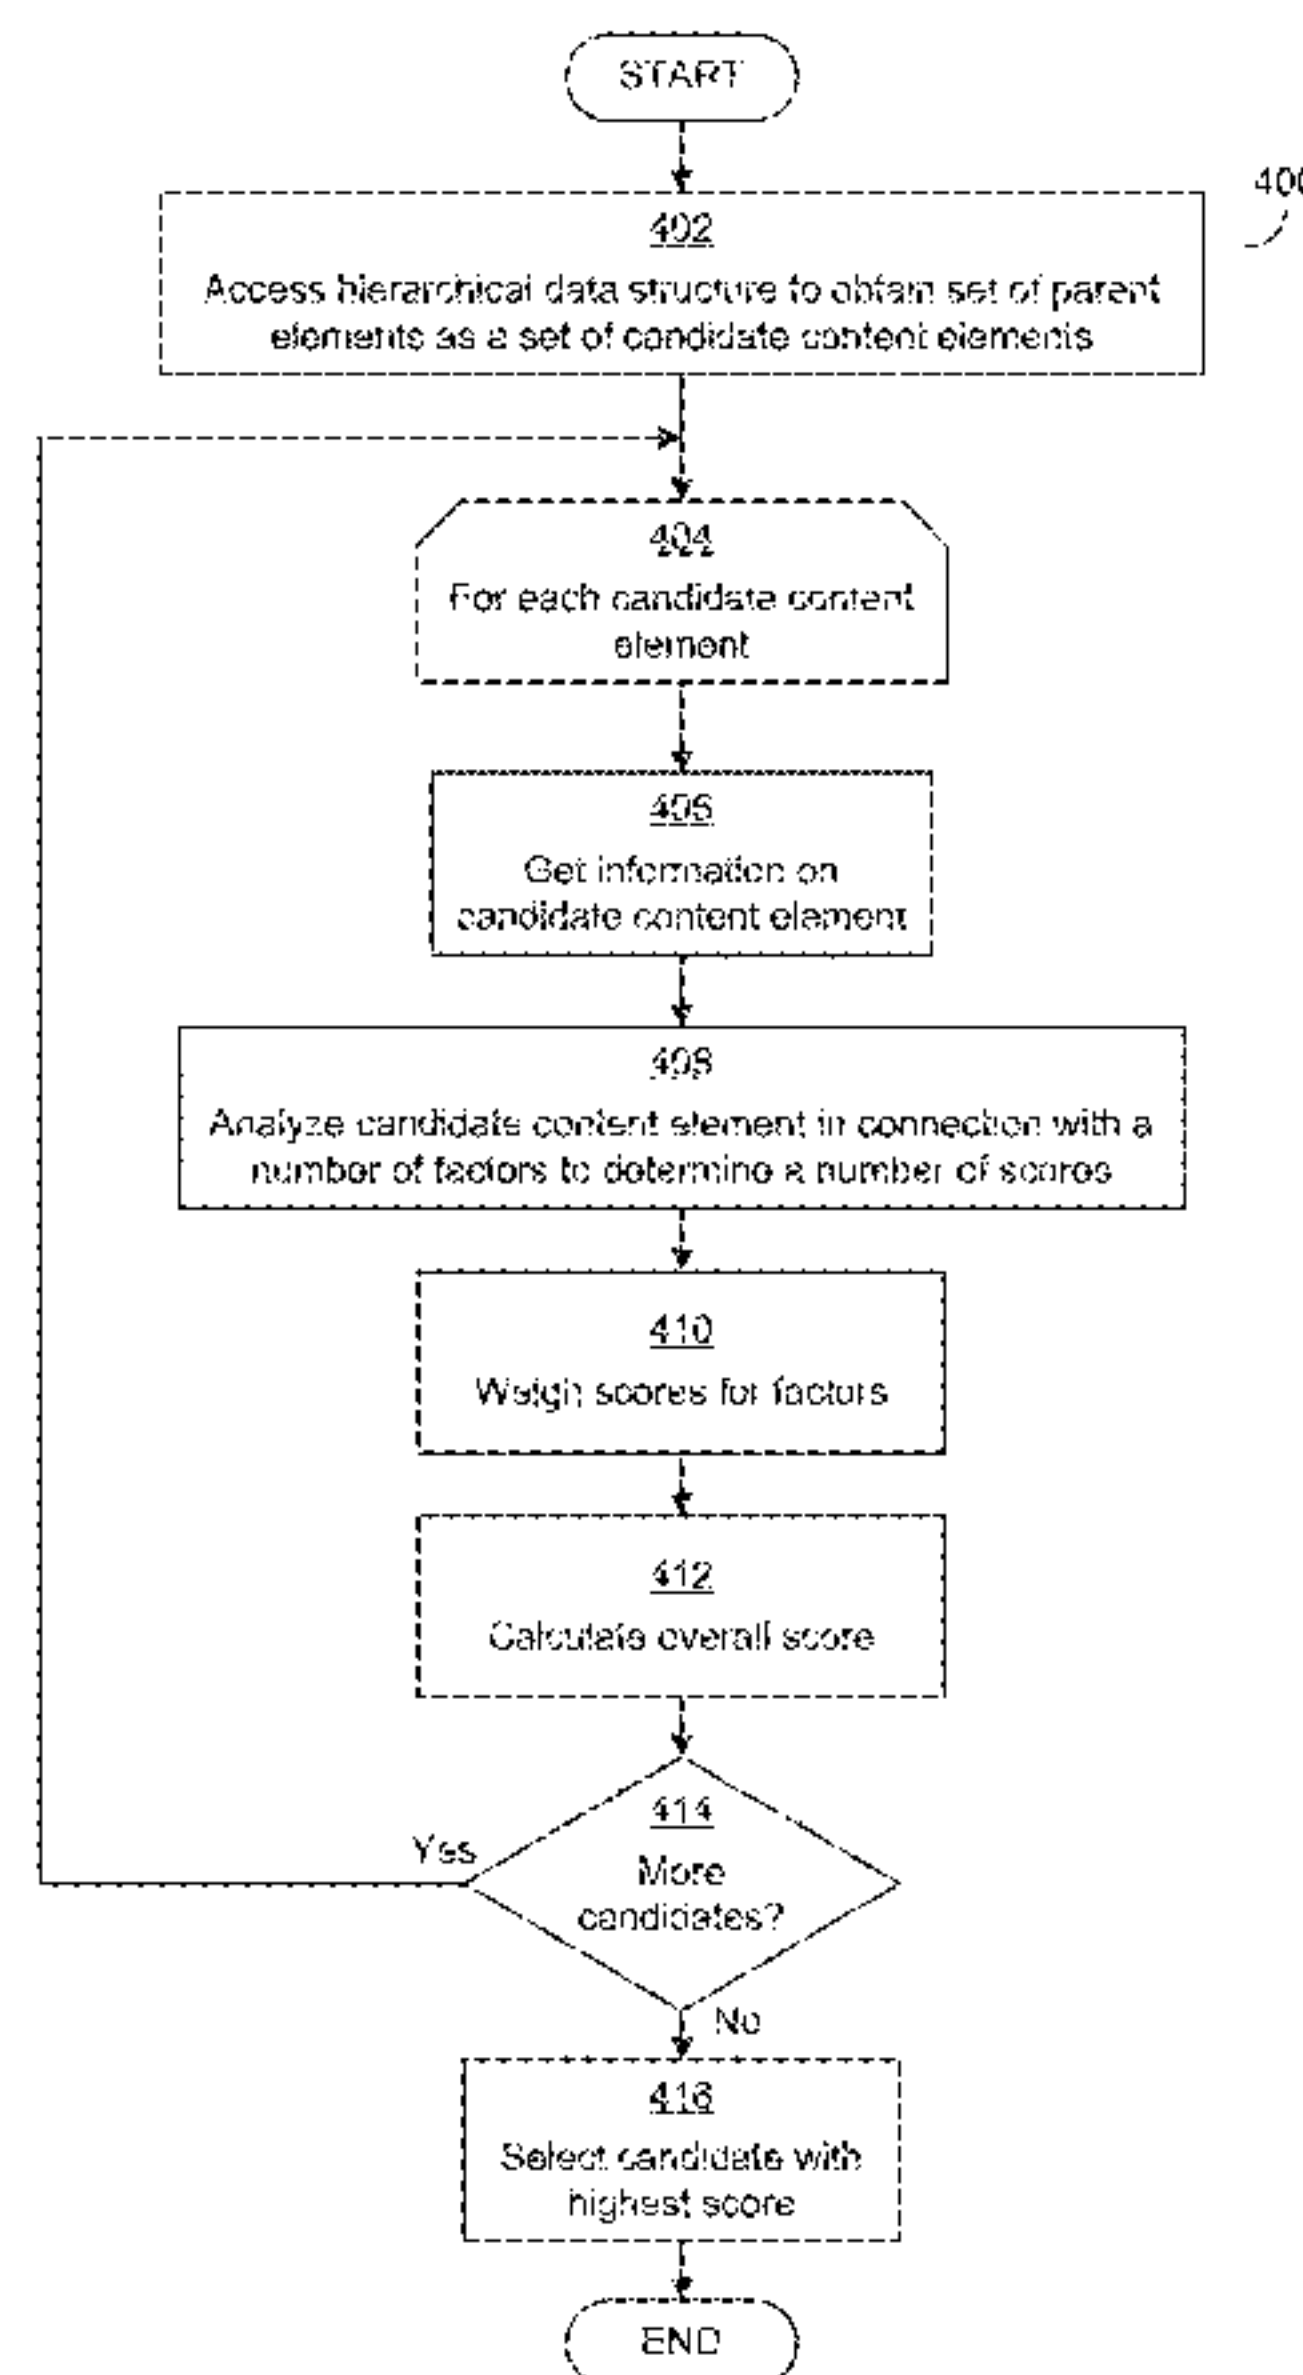 START
400
402
Access hierarchical data structure to obtain set of parent
elements as a set of candidate content elements
404
For each candidate content
element
406
Get information on
candidate content element
408
Analyze candidate content element in connection with a
number of factors to determine a number of scores
410
Weigh scores for factors
412
Calculate overall score
414
Yes
More
candidates?
No
416
Select candidate with
highest score
END